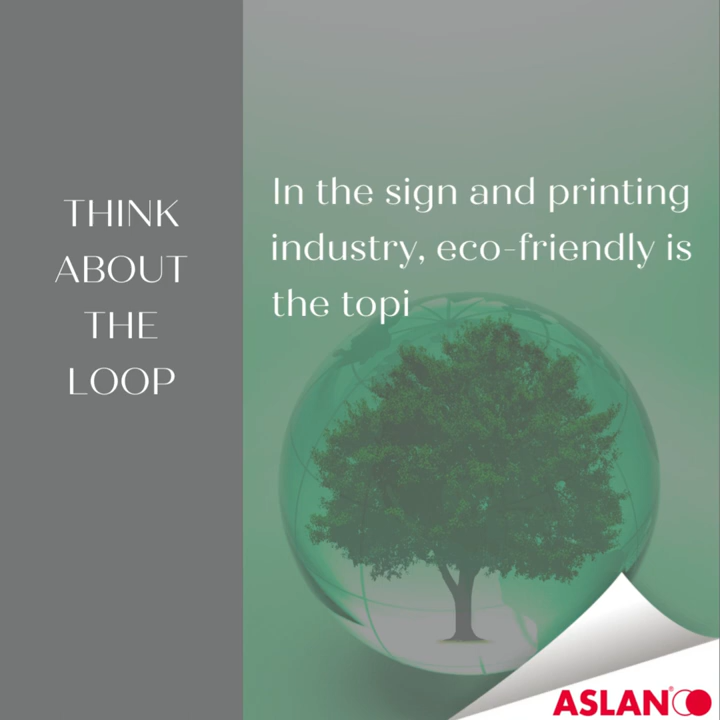 THINK
ABOUT
THE
LOOP
In the sign and printing
industry, eco-friendly is
the topi
ASLAN®